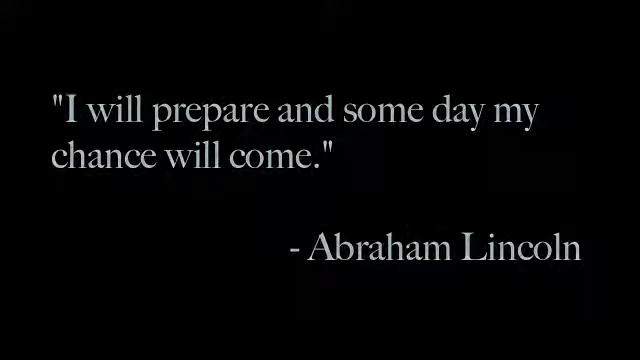 "I will prepare and some day my
chance will come."
- Abraham Lincoln